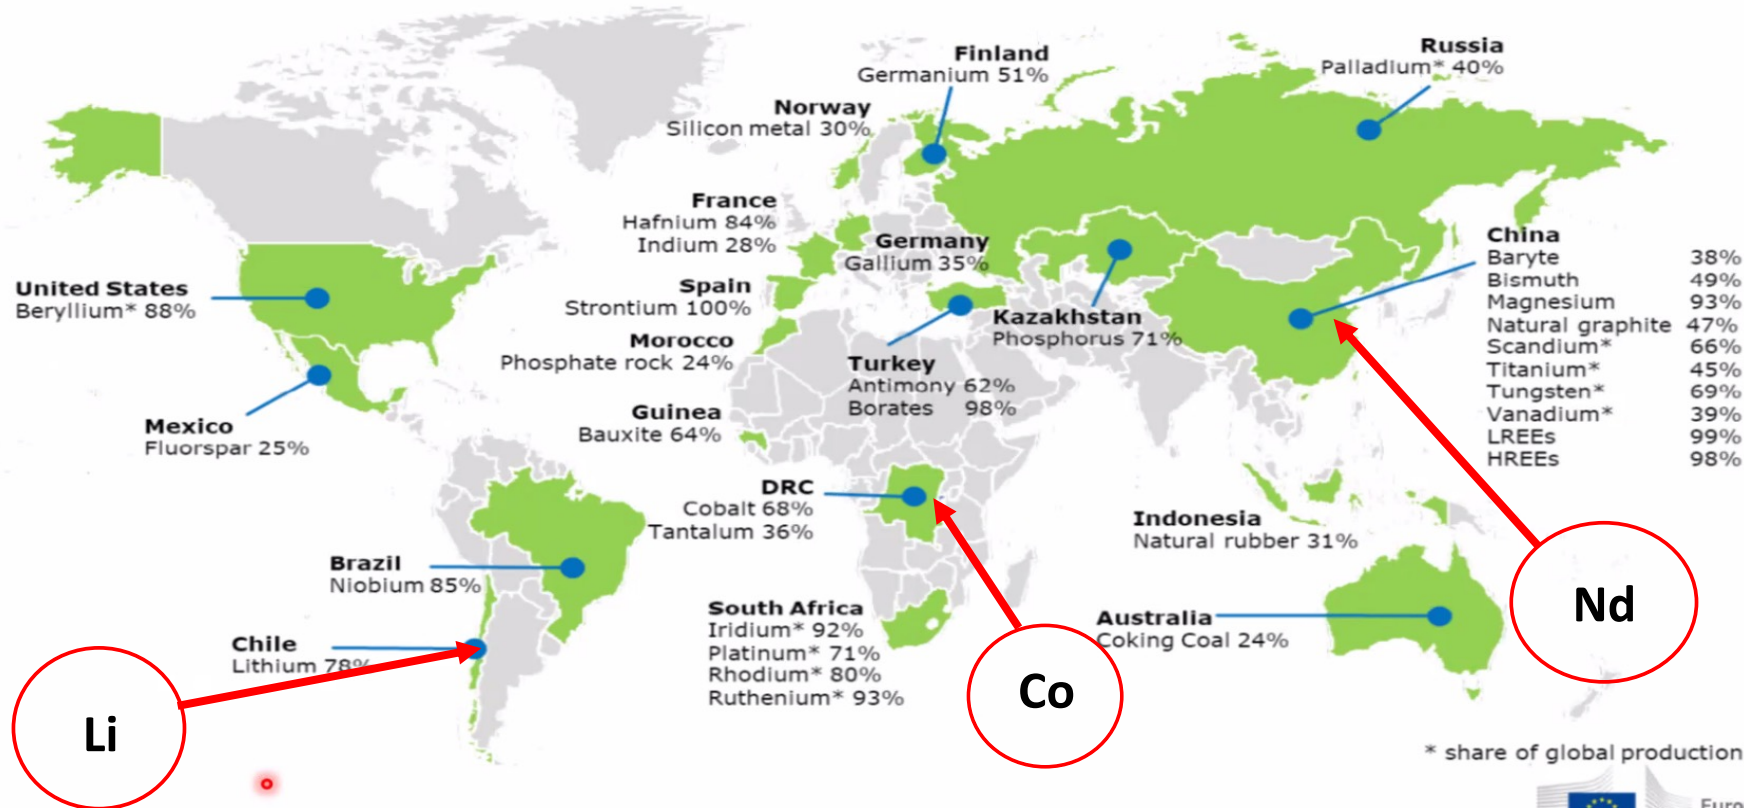 Finland
Germanium 51%
Russia
Palladium* 40%
Norway
Silicon metal 30%
France
Hafnium 84%
Indium 28%
Germany
Gallium 35%
China
Baryte 38%
Bismuth 49%
Magnesium 93%
Natural graphite 47%
Scandium* 66%
Titanium* 45%
Tungsten* 69%
Vanadium* 39%
LREEs 99%
HREEs 98%
United States
Beryllium* 88%
Spain
Strontium 100%
Kazakhstan
Phosphorus 71%
Morocco
Phosphate rock 24%
Turkey
Antimony 62%
Borates 98%
Mexico
Fluorspar 25%
Guinea
Bauxite 64%
DRC
Cobalt 68%
Tantalum 36%
Indonesia
Natural rubber 31%
Brazil
Niobium 85%
South Africa
Iridium* 92%
Platinum* 71%
Rhodium* 80%
Ruthenium* 93%
Australia
Coking Coal 24%
Nd
Chile
Lithium 78%
Li
Co
* share of global production